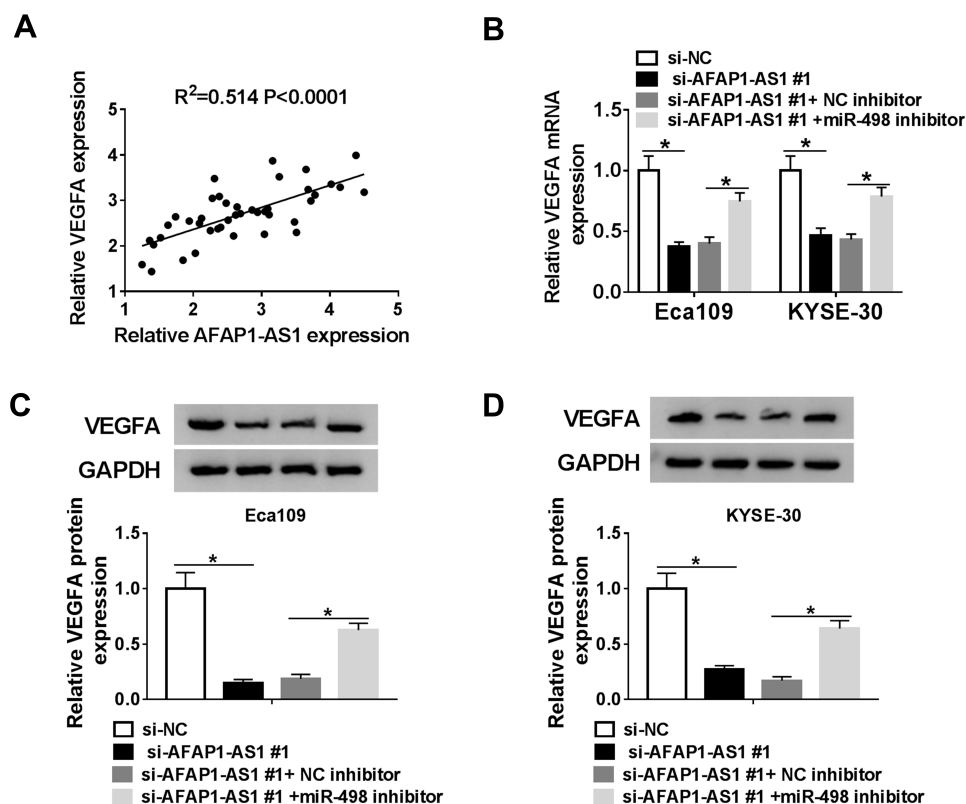 A
R²=0.514 P<0.0001
Relative VEGFA expression
5
4
3
2
1
1 2 3 4 5
Relative AFAP1-AS1 expression
B
si-NC
si-AFAP1-AS1 #1
si-AFAP1-AS1 #1+ NC inhibitor
si-AFAP1-AS1 #1 +miR-498 inhibitor
Relative VEGFA mRNA
expression
1.5
1.0
0.5
0.0
* * * *
Eca109 KYSE-30
C
VEGFA
GAPDH
Eca109
Relative VEGFA protein
expression
1.5
1.0
0.5
0.0
* *
si-NC
si-AFAP1-AS1 #1
si-AFAP1-AS1 #1+ NC inhibitor
si-AFAP1-AS1 #1 +miR-498 inhibitor
D
VEGFA
GAPDH
KYSE-30
Relative VEGFA protein
expression
1.5
1.0
0.5
0.0
* *
si-NC
si-AFAP1-AS1 #1
si-AFAP1-AS1 #1+ NC inhibitor
si-AFAP1-AS1 #1 +miR-498 inhibitor